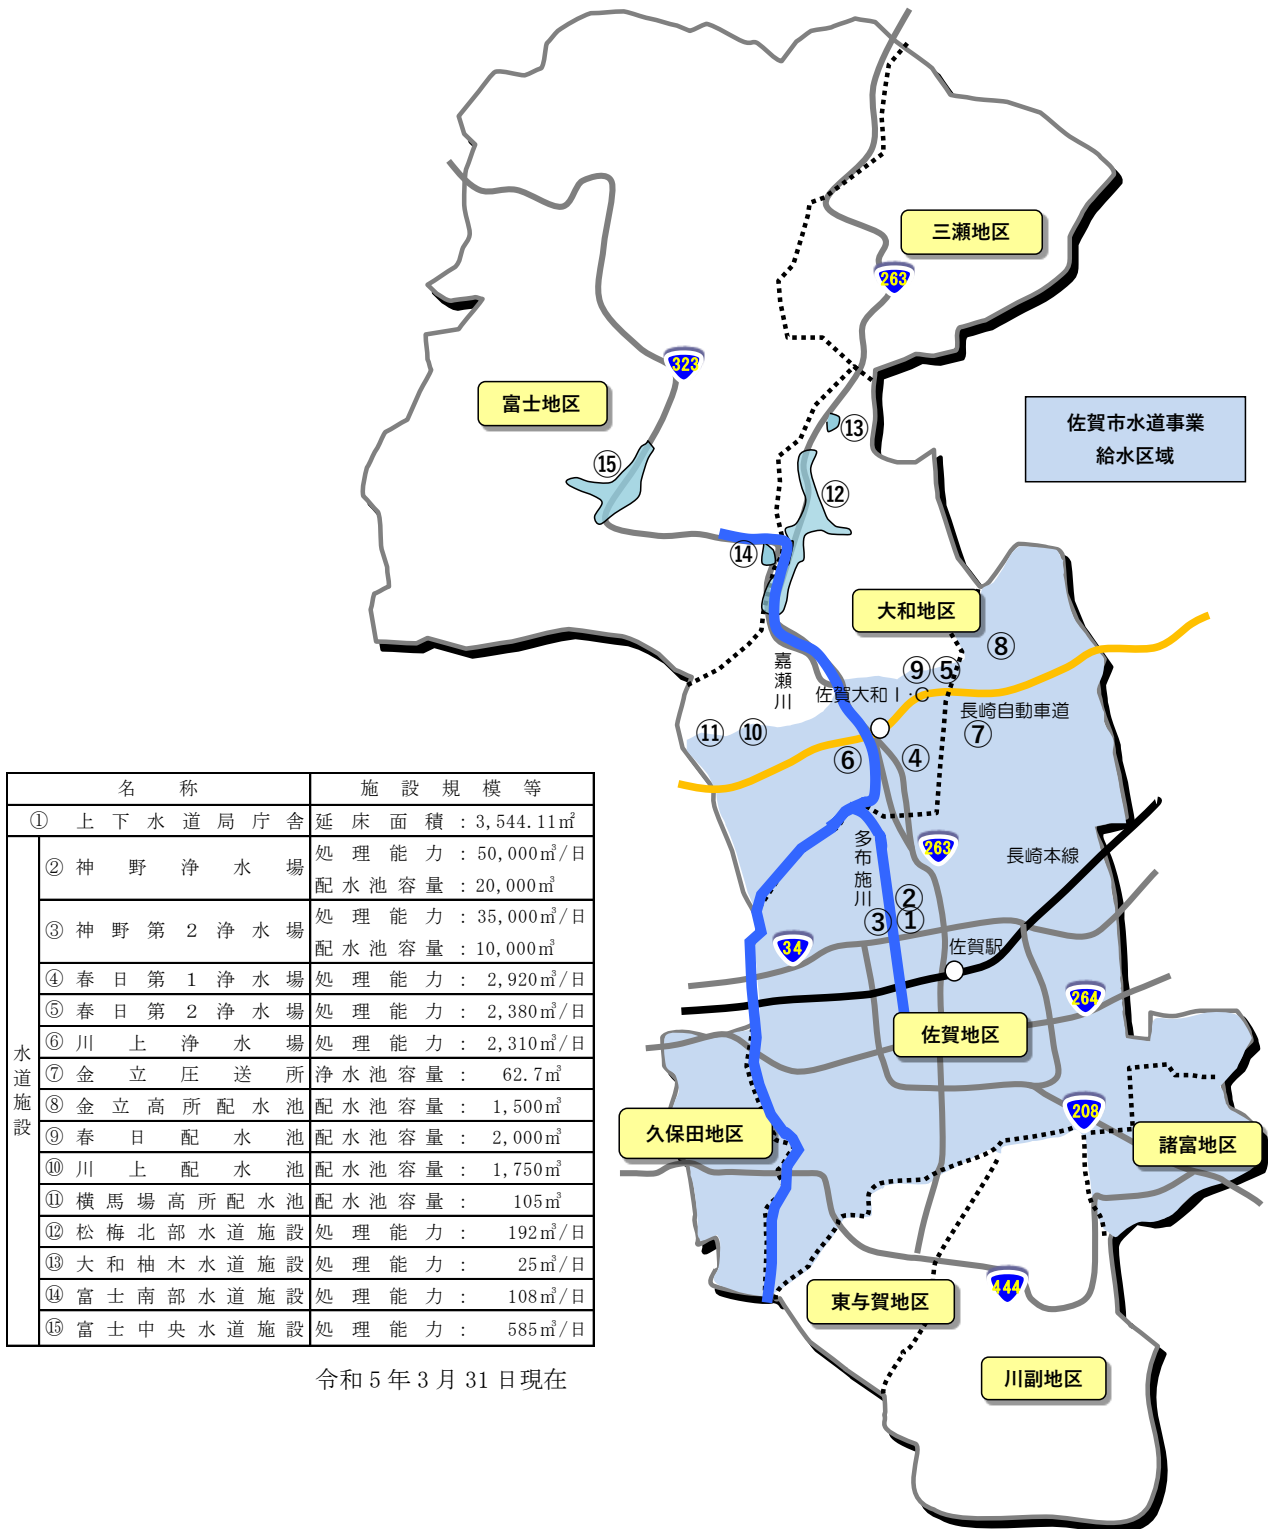 三瀬地区
263
323
富士地区
佐賀市水道事業
給水区域
⑬
⑮
⑫
⑭
大和地区
⑧
嘉瀬川
⑨ ⑤
佐賀大和Ⅰ・C
長崎自動車道
⑪ ⑩
⑦
⑥ ④
多布施川
263
長崎本線
②
③ ①
34
佐賀駅
264
佐賀地区
久保田地区
208
諸富地区
東与賀地区
444
川副地区
名称 施設規模等
① 上下水道局庁舎 延床面積：3,544.11㎡
水道施設
② 神野浄水場 処理能力：50,000㎥/日
配水池容量：20,000㎥
③ 神野第2浄水場 処理能力：35,000㎥/日
配水池容量：10,000㎥
④ 春日第1浄水場 処理能力：2,920㎥/日
⑤ 春日第2浄水場 処理能力：2,380㎥/日
⑥ 川上浄水場 処理能力：2,310㎥/日
⑦ 金立圧送所 浄水池容量：62.7㎥
⑧ 金立高所配水池 配水池容量：1,500㎥
⑨ 春日配水池 配水池容量：2,000㎥
⑩ 川上配水池 配水池容量：1,750㎥
⑪ 横馬場高所配水池 配水池容量：105㎥
⑫ 松梅北部水道施設 処理能力：192㎥/日
⑬ 大和柚木水道施設 処理能力：25㎥/日
⑭ 富士南部水道施設 処理能力：108㎥/日
⑮ 富士中央水道施設 処理能力：585㎥/日
令和5年3月31日現在